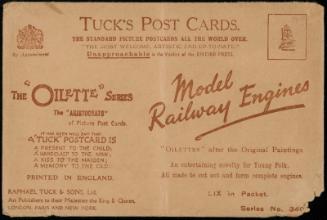 TUCK'S POST CARDS.
THE STANDARD PICTURE POSTCARDS ALL THE WORLD OVER.
"THE MOST WELCOME, ARTISTIC AND UP-TO-DATE."
Unapproachable is the Verdict of the ENTIRE PRESS.
By Appointment
THE "OILETTE" SERIES
The "ARISTOCRATS"
of Picture Post Cards.
IT HAS BEEN WELL SAID THAT
A "TUCK" POSTCARD IS
A PRESENT TO THE CHILD;
A HANDCLASP TO THE MAN;
A KISS TO THE MAIDEN;
A MEMORY TO THE OLD.
PRINTED IN ENGLAND.
RAPHAEL TUCK & SONS, Ltd.
Art Publishers to their Majesties the King & Queen,
LONDON, PARIS AND NEW YORK.
Model
Railway Engines
"OILETTES" after the Original Paintings
An entertaining novelty for Young Folk.
All made to cut out and form complete engines.
SIX in Packet.
Series No. 340